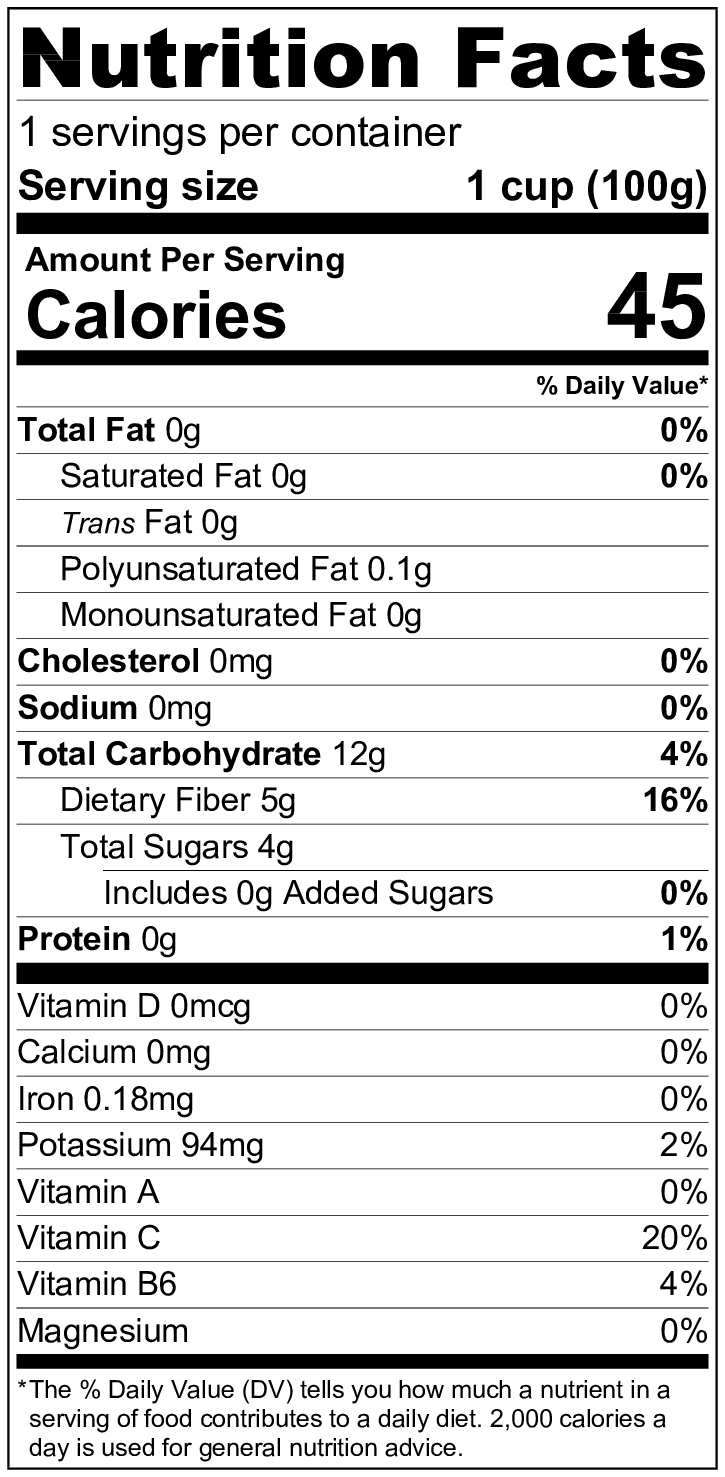 Nutrition Facts
1 servings per container
Serving size 1 cup (100g)
Amount Per Serving
Calories 45
% Daily Value*
Total Fat 0g 0%
Saturated Fat 0g 0%
Trans Fat 0g
Polyunsaturated Fat 0.1g
Monounsaturated Fat 0g
Cholesterol 0mg 0%
Sodium 0mg 0%
Total Carbohydrate 12g 4%
Dietary Fiber 5g 16%
Total Sugars 4g
Includes 0g Added Sugars 0%
Protein 0g 1%
Vitamin D 0mcg 0%
Calcium 0mg 0%
Iron 0.18mg 0%
Potassium 94mg 2%
Vitamin A 0%
Vitamin C 20%
Vitamin B6 4%
Magnesium 0%
*The % Daily Value (DV) tells you how much a nutrient in a
serving of food contributes to a daily diet. 2,000 calories a
day is used for general nutrition advice.